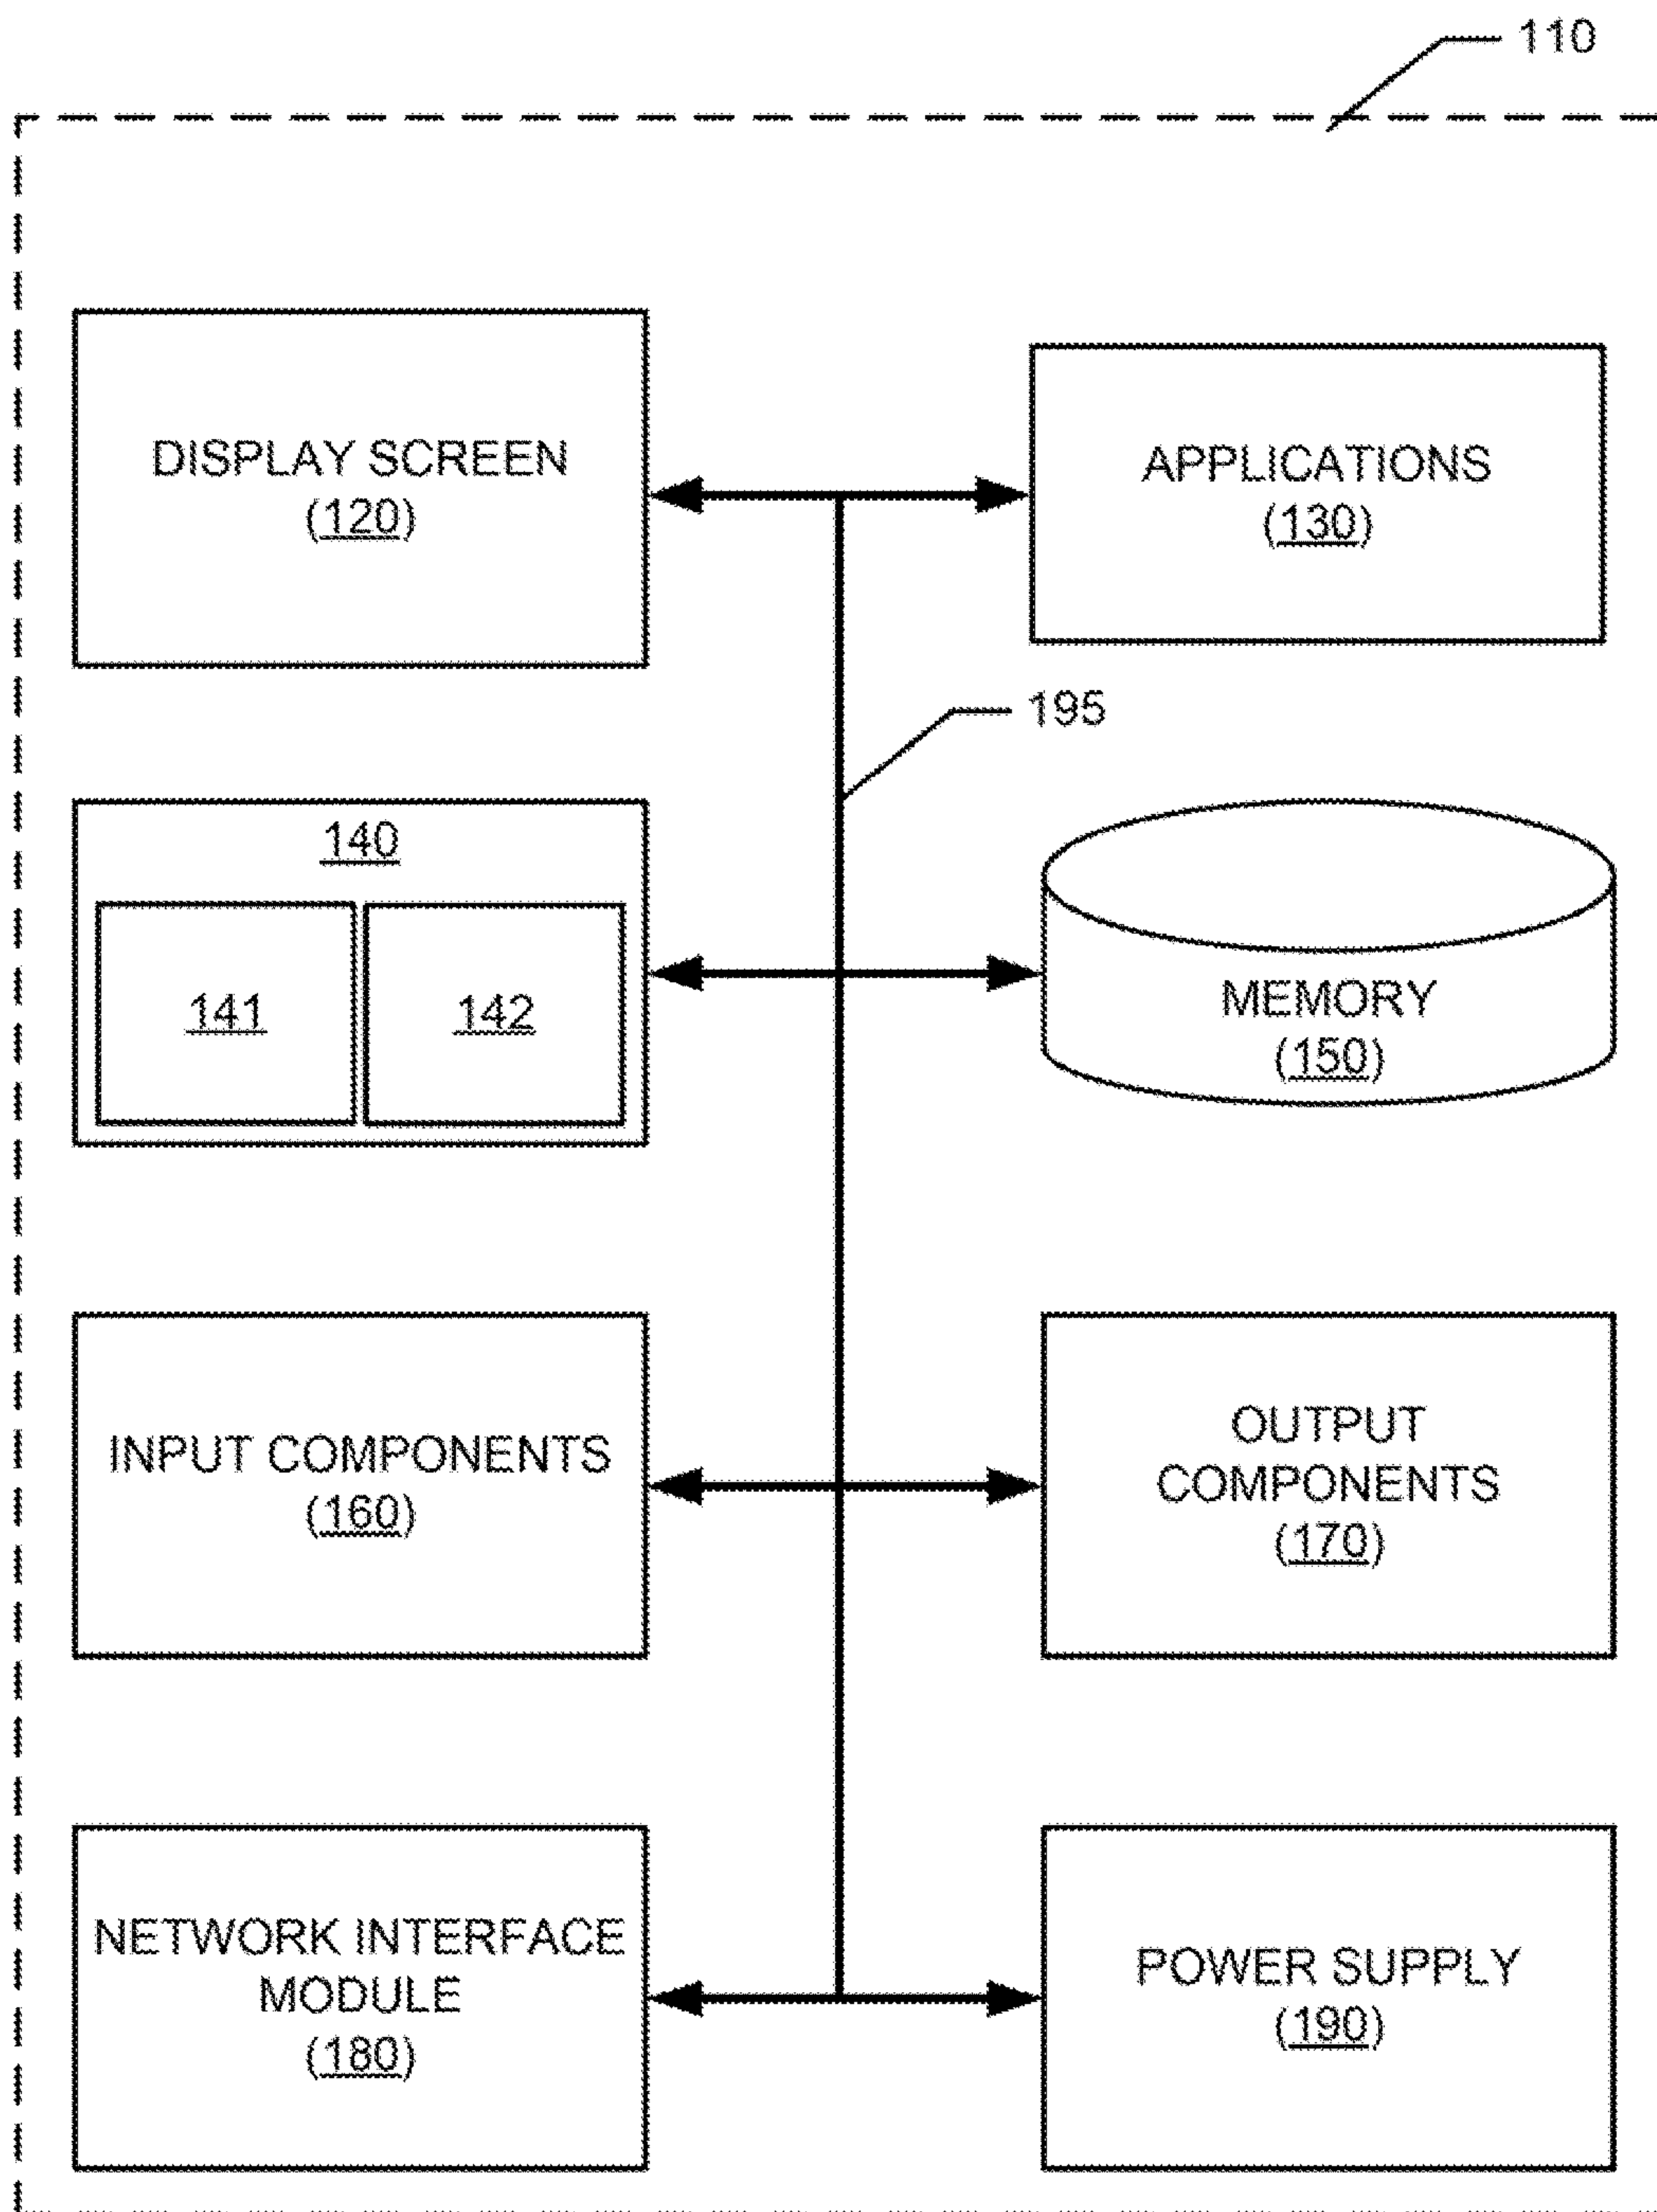 110
DISPLAY SCREEN
(120)
APPLICATIONS
(130)
195
140
141
142
MEMORY
(150)
INPUT COMPONENTS
(160)
OUTPUT
COMPONENTS
(170)
NETWORK INTERFACE
MODULE
(180)
POWER SUPPLY
(190)